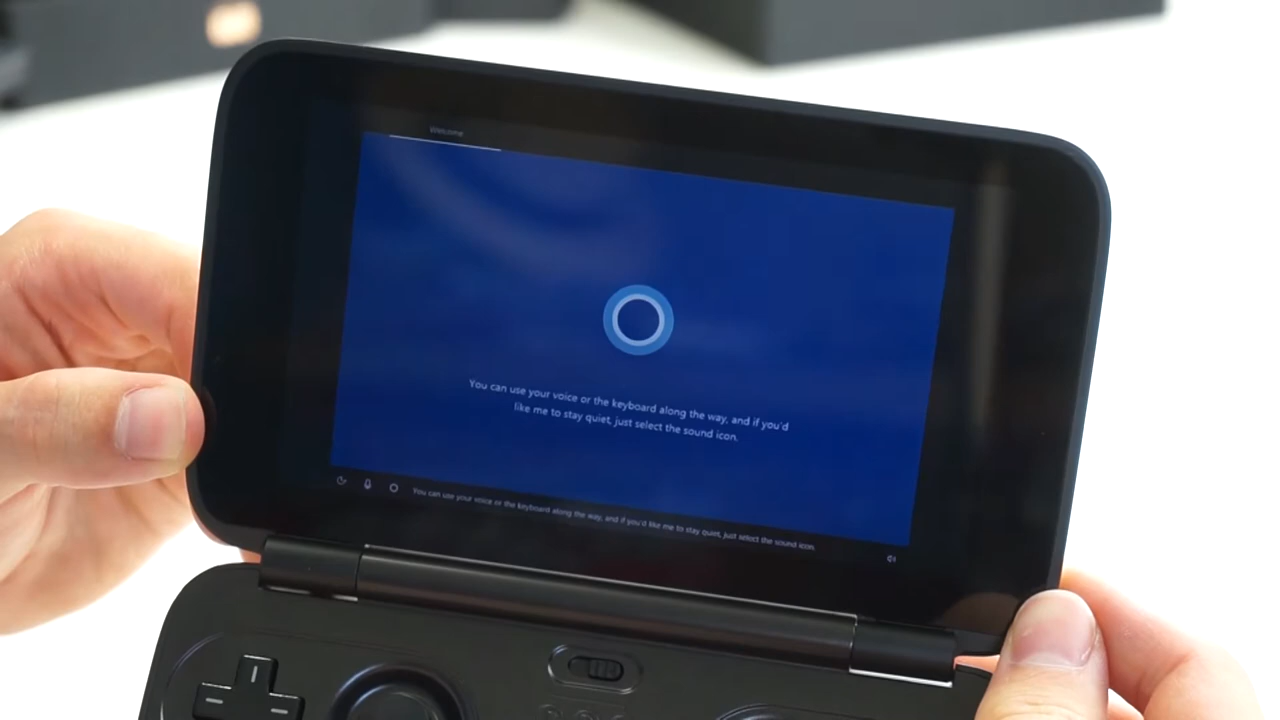 Welcome
You can use your voice or the keyboard along the way, and if you'd
like me to stay quiet, just select the sound icon.
You can use your voice or the keyboard along the way, and if you'd like me to stay quiet, just select the sound icon.